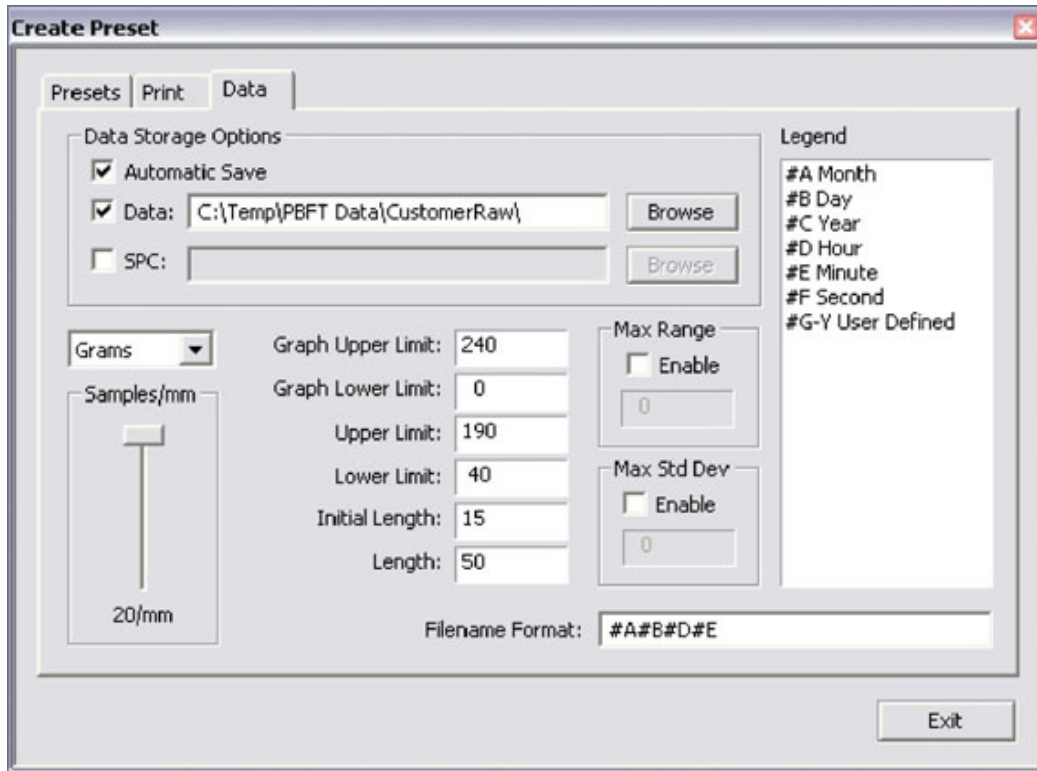 Create Preset
Presets
Print
Data
Data Storage Options
Automatic Save
Data:
C:\Temp\PBFT Data\CustomerRaw\
Browse
SPC:
Browse
Legend
#A Month
#B Day
#C Year
#D Hour
#E Minute
#F Second
#G-Y User Defined
Grams
Samples/mm
20/mm
Graph Upper Limit: 240
Graph Lower Limit: 0
Upper Limit: 190
Lower Limit: 40
Initial Length: 15
Length: 50
Max Range
Enable
0
Max Std Dev
Enable
0
Filename Format: #A#B#D#E
Exit